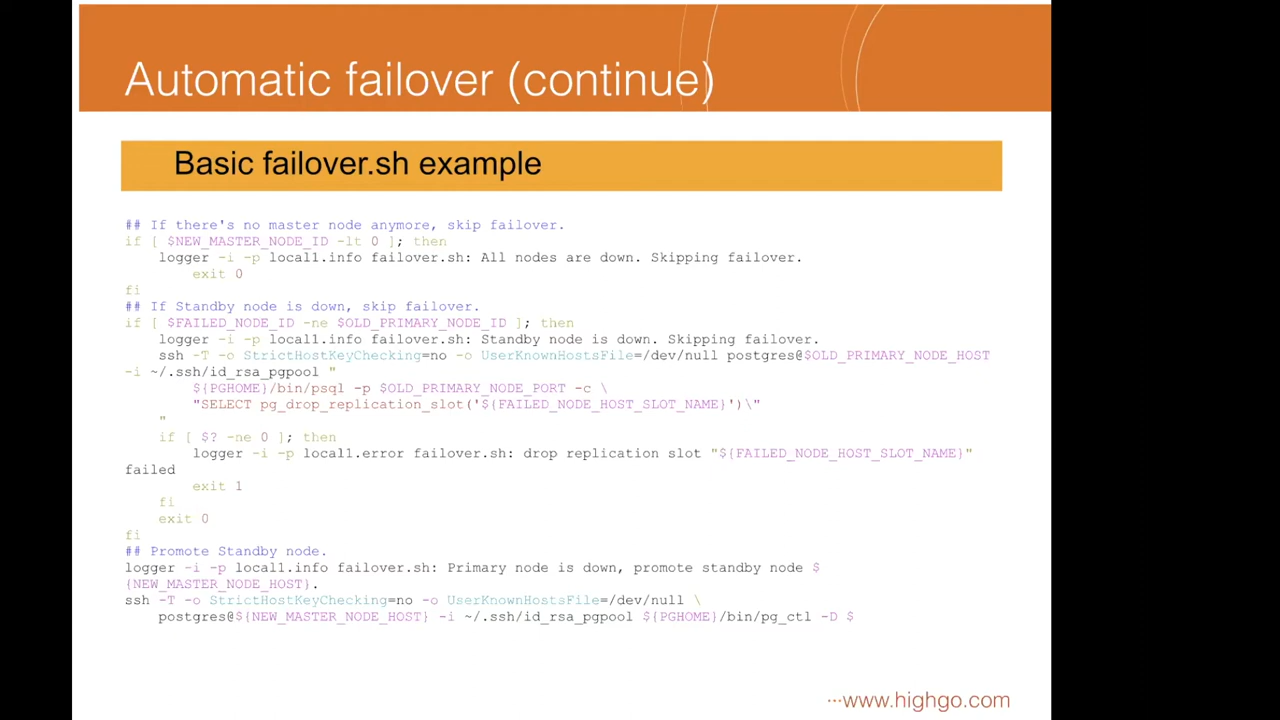 Automatic failover (continue)
Basic failover.sh example
## If there's no master node anymore, skip failover.
if [ $NEW_MASTER_NODE_ID -lt 0 ]; then
    logger -i -p local1.info failover.sh: All nodes are down. Skipping failover.
        exit 0
fi
## If Standby node is down, skip failover.
if [ $FAILED_NODE_ID -ne $OLD_PRIMARY_NODE_ID ]; then
    logger -i -p local1.info failover.sh: Standby node is down. Skipping failover.
    ssh -T -o StrictHostKeyChecking=no -o UserKnownHostsFile=/dev/null postgres@$OLD_PRIMARY_NODE_HOST
-i ~/.ssh/id_rsa_pgpool "
        ${PGHOME}/bin/psql -p $OLD_PRIMARY_NODE_PORT -c \
        "SELECT pg_drop_replication_slot('${FAILED_NODE_HOST_SLOT_NAME}')\"
    "
    if [ $? -ne 0 ]; then
        logger -i -p local1.error failover.sh: drop replication slot "${FAILED_NODE_HOST_SLOT_NAME}"
failed
        exit 1
    fi
    exit 0
fi
## Promote Standby node.
logger -i -p local1.info failover.sh: Primary node is down, promote standby node $
{NEW_MASTER_NODE_HOST}.
ssh -T -o StrictHostKeyChecking=no -o UserKnownHostsFile=/dev/null \
    postgres@${NEW_MASTER_NODE_HOST} -i ~/.ssh/id_rsa_pgpool ${PGHOME}/bin/pg_ctl -D $
···www.highgo.com